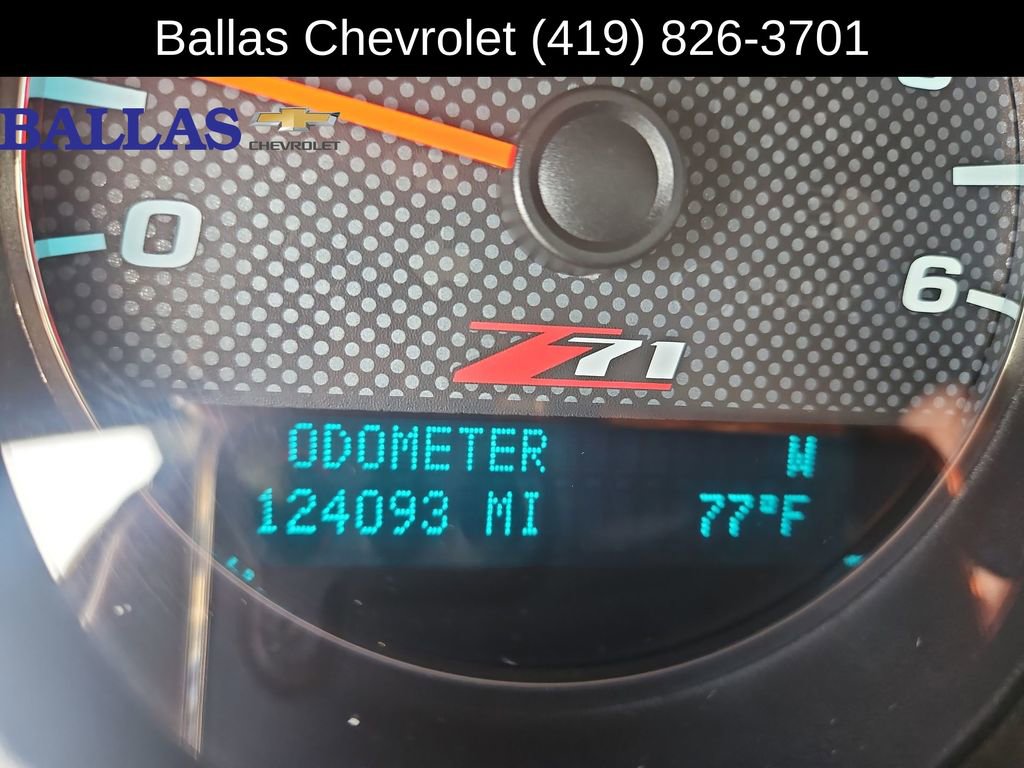 Ballas Chevrolet (419) 826-3701
BALLAS
CHEVROLET
0
6
Z71
ODOMETER W
124093 MI 77°F